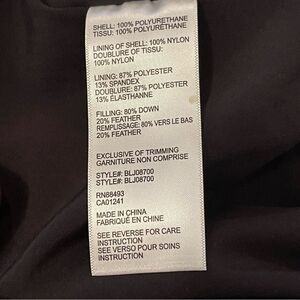 SHELL: 100% POLYURETHANE
TISSU: 100% POLYURETHANE
LINING OF SHELL: 100% NYLON
DOUBLURE OF TISSU:
100% NYLON
LINING: 87% POLYESTER
13% SPANDEX
DOUBLURE: 87% POLYESTER
13% ÉLASTHANNE
FILLING: 80% DOWN
20% FEATHER
REMPLISSAGE: 80% VERS LE BAS
20% FEATHER
EXCLUSIVE OF TRIMMING
GARNITURE NON COMPRISE
STYLE#: BLJ08700
STYLE#: BLJ08700
RN68493
CA01241
MADE IN CHINA
FABRIQUÉ EN CHINE
SEE REVERSE FOR CARE
INSTRUCTION
SEE VERSO POUR SOINS
INSTRUCTION